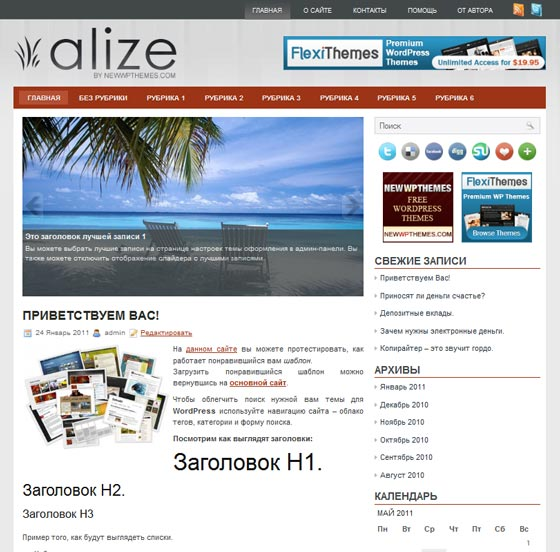 ГЛАВНАЯ О САЙТЕ КОНТАКТЫ ПОМОЩЬ ОТ АВТОРА
alize
BY NEWWPTHEMES.COM
FlexiThemes Premium WordPress Themes Unlimited Access for $19.95
ГЛАВНАЯ БЕЗ РУБРИКИ РУБРИКА 1 РУБРИКА 2 РУБРИКА 3 РУБРИКА 4 РУБРИКА 5 РУБРИКА 6
Поиск
facebook
digg
NEWWPTHEMES
FREE
WORDPRESS
THEMES
NEWWPTHEMES.COM
FlexiThemes
Premium WP Themes
Browse Themes
Это заголовок лучшей записи 1
Вы можете выбрать лучшие записи на странице настроек темы оформления в админ-панели. Вы
также можете отключить отображение слайдера с лучшими записями.
ПРИВЕТСТВУЕМ ВАС!
24 Январь 2011 admin Редактировать
На данном сайте вы можете протестировать, как
работает понравившийся вам шаблон.
Загрузить понравившийся шаблон можно
вернувшись на основной сайт.
Чтобы облегчить поиск нужной вам темы для
WordPress используйте навигацию сайта – облако
тегов, категории и форму поиска.
Посмотрим как выглядят заголовки:
Заголовок H1.
Заголовок H2.
Заголовок H3
Пример того, как будут выглядеть списки.
СВЕЖИЕ ЗАПИСИ
Приветствуем Вас!
Приносят ли деньги счастье?
Депозитные вклады.
Зачем нужны электронные деньги.
Копирайтер – это звучит гордо.
АРХИВЫ
Январь 2011
Декабрь 2010
Ноябрь 2010
Октябрь 2010
Сентябрь 2010
Август 2010
КАЛЕНДАРЬ
МАЙ 2011
Пн Вт Ср Чт Пт Сб Вс
1